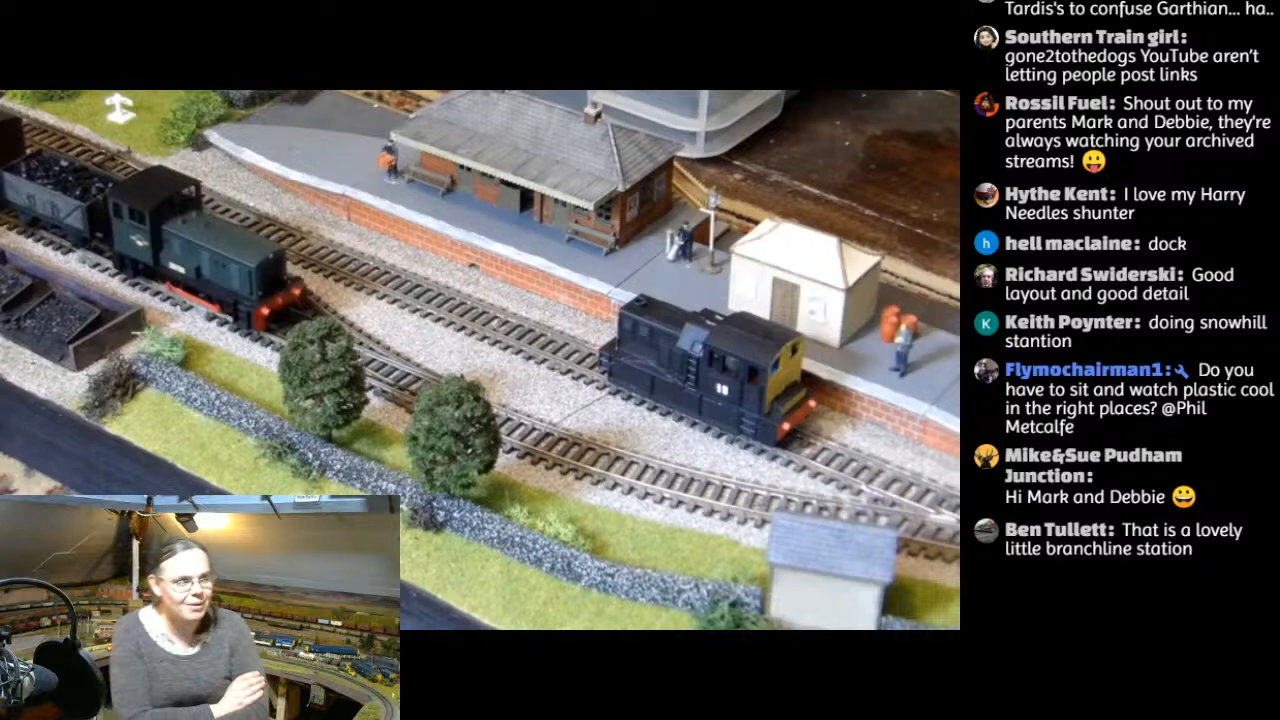 Tardis's to confuse Garthian... ha..
Southern Train girl:
gone2tothedogs YouTube aren't
letting people post links
Rossil Fuel: Shout out to my
parents Mark and Debbie, they're
always watching your archived
streams! 😛
Hythe Kent: I love my Harry
Needles shunter
h hell maclaine: dock
Richard Swiderski: Good
layout and good detail
K Keith Poynter: doing snowhill
stantion
Flymochairman1: Do you
have to sit and watch plastic cool
in the right places? @Phil
Metcalfe
Mike&Sue Pudham
Junction:
Hi Mark and Debbie 😀
Ben Tullett: That is a lovely
little branchline station